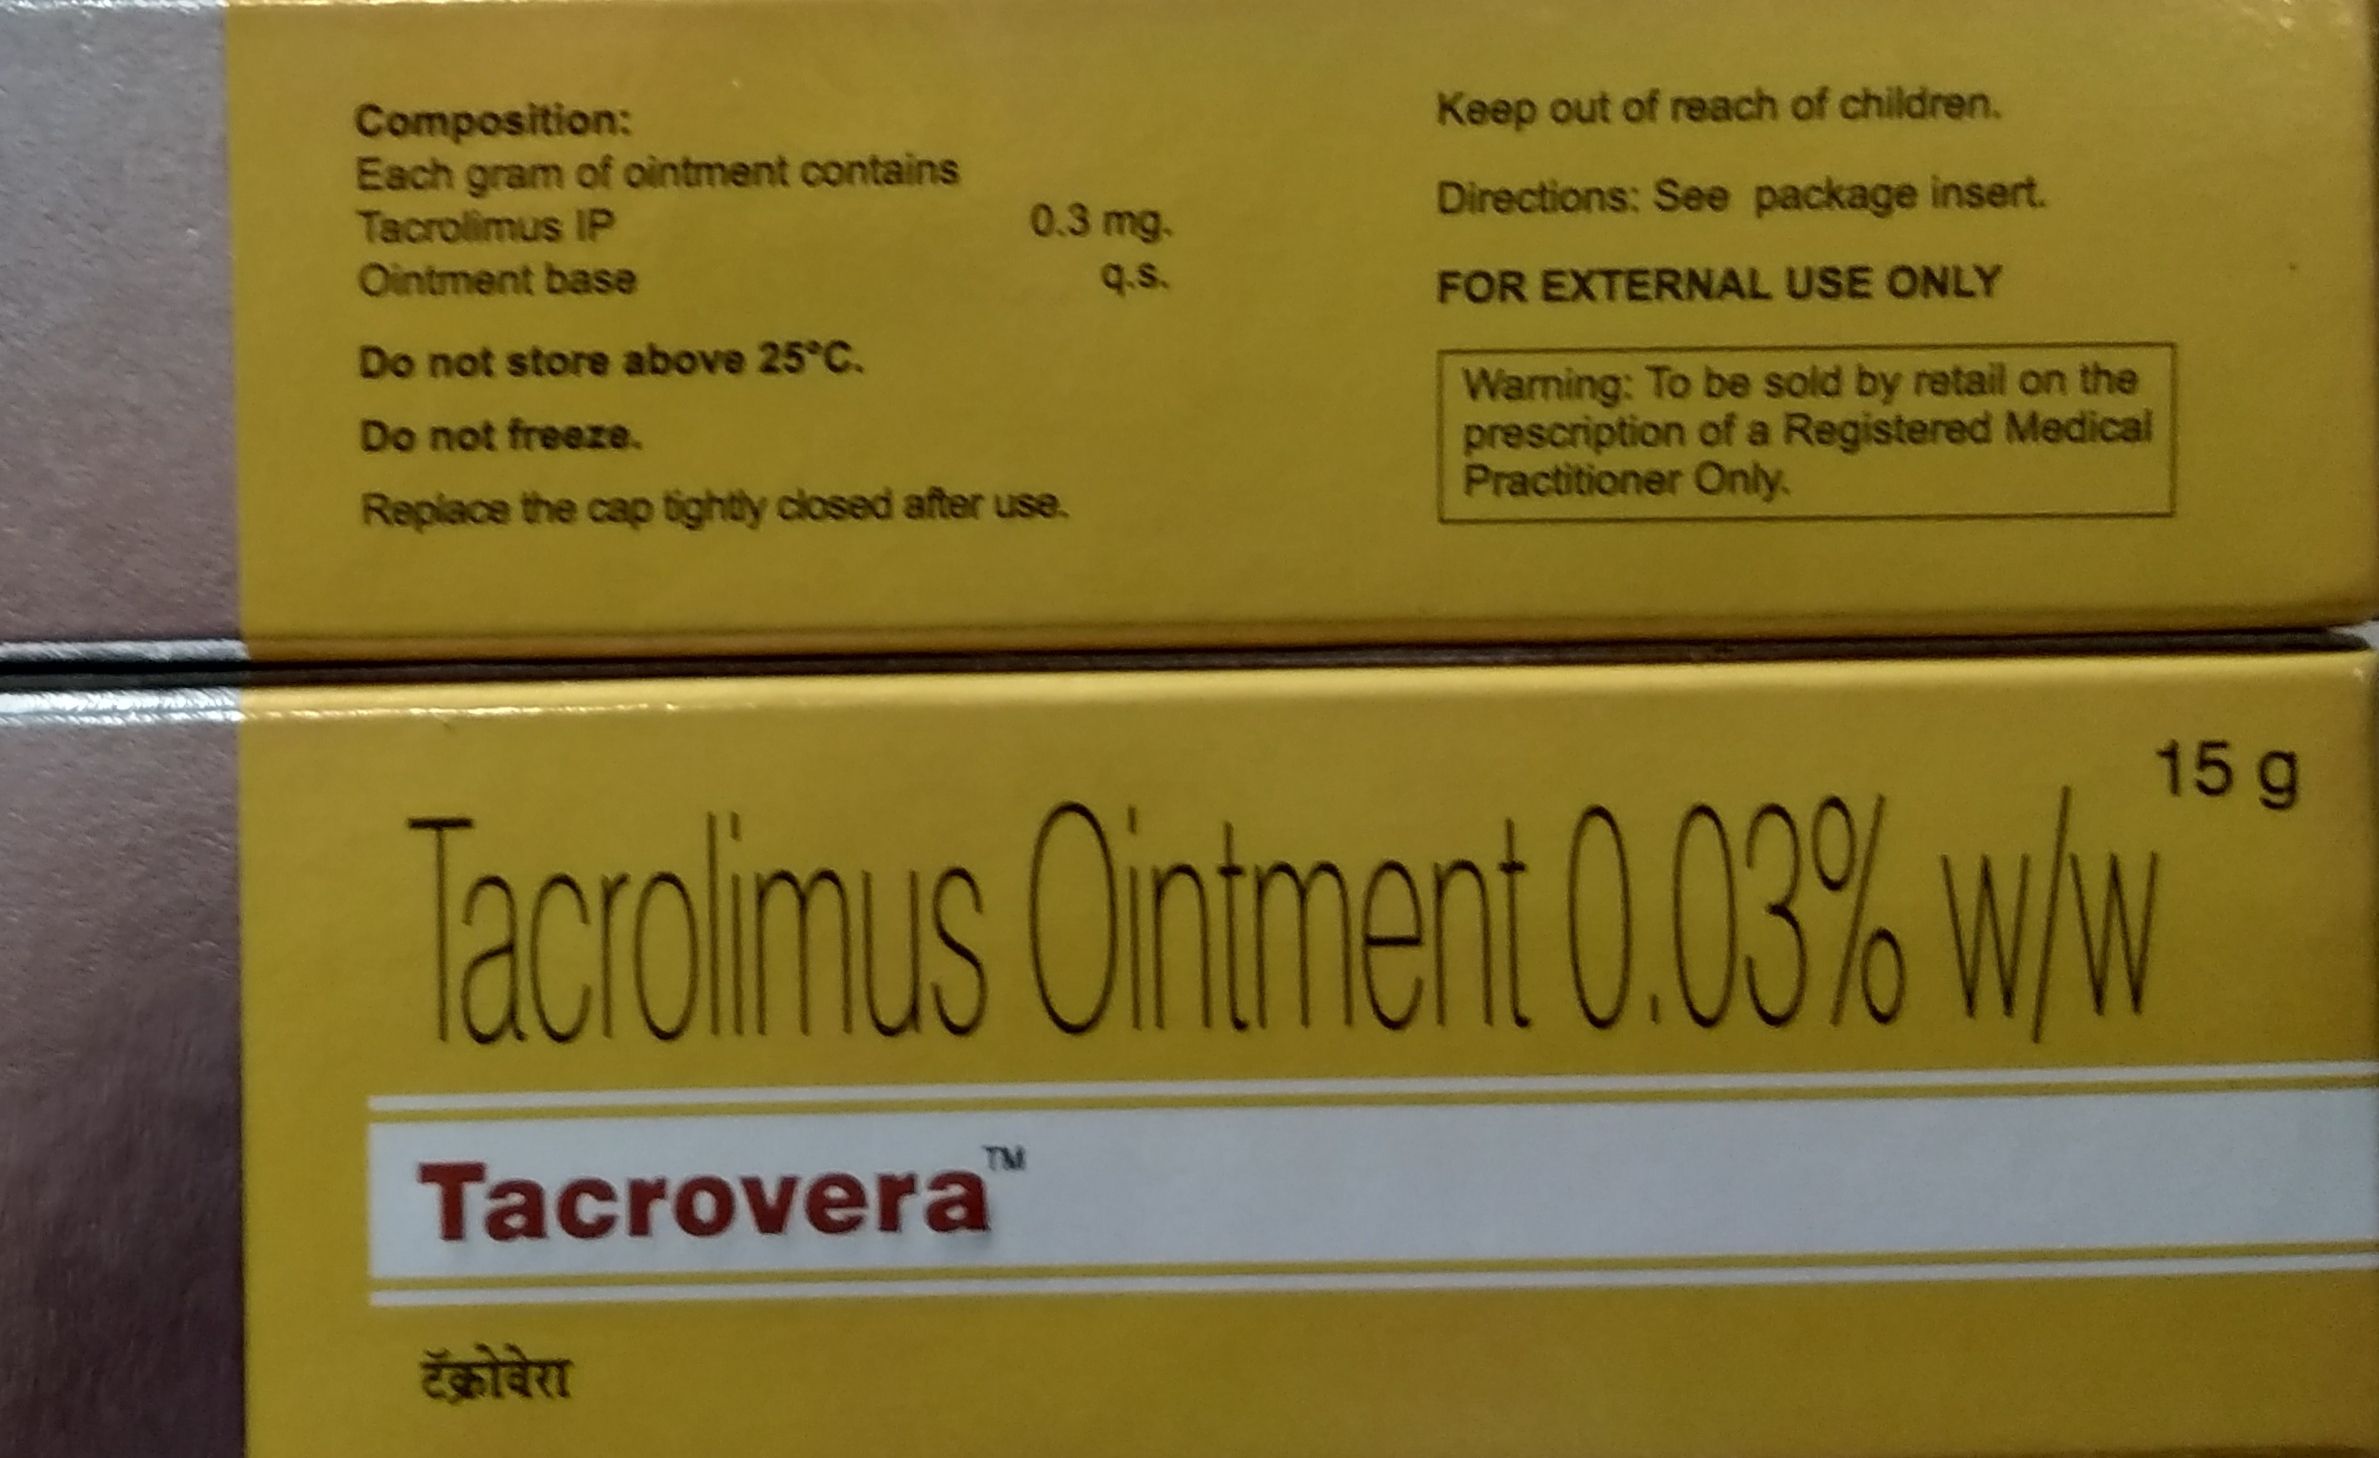 Composition:
Each gram of ointment contains
Tacrolimus IP 0.3 mg.
Ointment base q.s.
Do not store above 25°C.
Do not freeze.
Replace the cap tightly closed after use.
Keep out of reach of children.
Directions: See package insert.
FOR EXTERNAL USE ONLY
Warning: To be sold by retail on the
prescription of a Registered Medical
Practitioner Only.
15 g
Tacrolimus Ointment 0.03% w/w
Tacrovera™
टॅक्रोवेरा